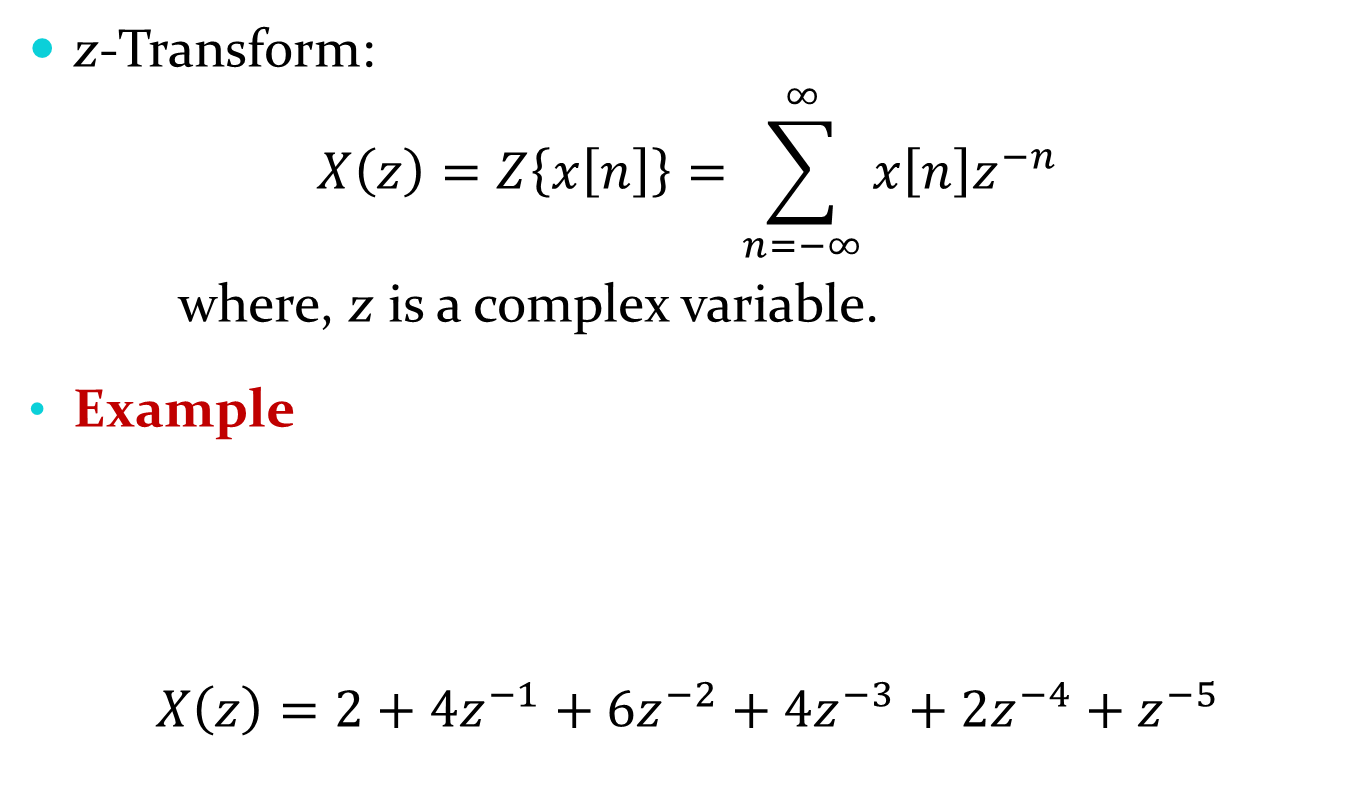 • z-Transform:
X(z) = Z{x[n]} = ∑_{n=−∞}^{∞} x[n]z^{−n}
where, z is a complex variable.
• Example
X(z) = 2 + 4z^{−1} + 6z^{−2} + 4z^{−3} + 2z^{−4} + z^{−5}